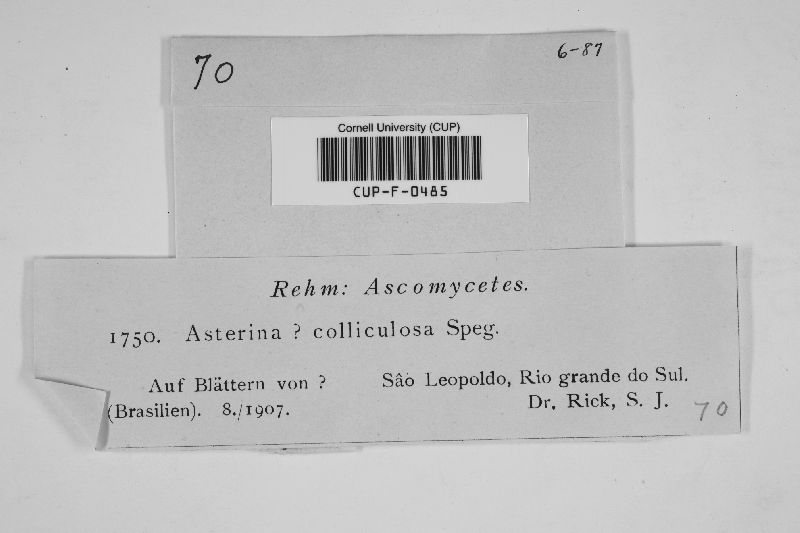 70
6-87
Cornell University (CUP)
CUP-F-0485
Rehm: Ascomycetes.
1750. Asterina ? colliculosa Speg.
Auf Blättern von ? Sâo Leopoldo, Rio grande do Sul.
(Brasilien). 8./1907. Dr. Rick, S. J.
70